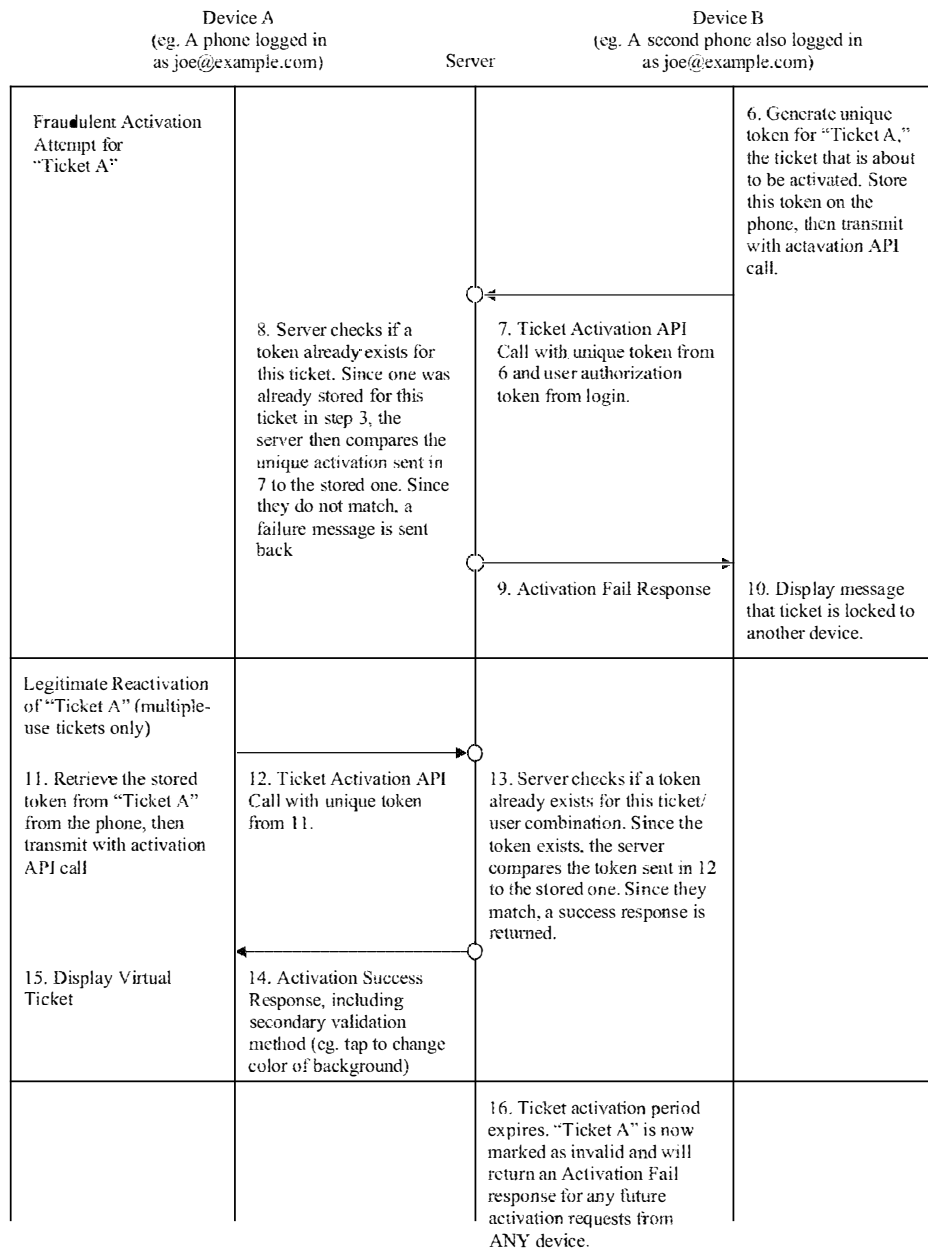 Device A
(eg. A phone logged in
as joe@example.com)
Server
Device B
(eg. A second phone also logged in
as joe@example.com)
Fraudulent Activation
Attempt for
“Ticket A”
6. Generate unique
token for “Ticket A,”
the ticket that is about
to be activated. Store
this token on the
phone, then transmit
with actavation API
call.
8. Server checks if a
token already exists for
this ticket. Since one was
already stored for this
ticket in step 3, the
server then compares the
unique activation sent in
7 to the stored one. Since
they do not match, a
failure message is sent
back
7. Ticket Activation API
Call with unique token from
6 and user authorization
token from login.
9. Activation Fail Response
10. Display message
that ticket is locked to
another device.
Legitimate Reactivation
of “Ticket A” (multiple-
use tickets only)
11. Retrieve the stored
token from “Ticket A”
from the phone, then
transmit with activation
API call
12. Ticket Activation API
Call with unique token
from 11.
13. Server checks if a token
already exists for this ticket/
user combination. Since the
token exists, the server
compares the token sent in 12
to the stored one. Since they
match, a success response is
returned.
15. Display Virtual
Ticket
14. Activation Success
Response, including
secondary validation
method (eg. tap to change
color of background)
16. Ticket activation period
expires. “Ticket A” is now
marked as invalid and will
return an Activation Fail
response for any future
activation requests from
ANY device.